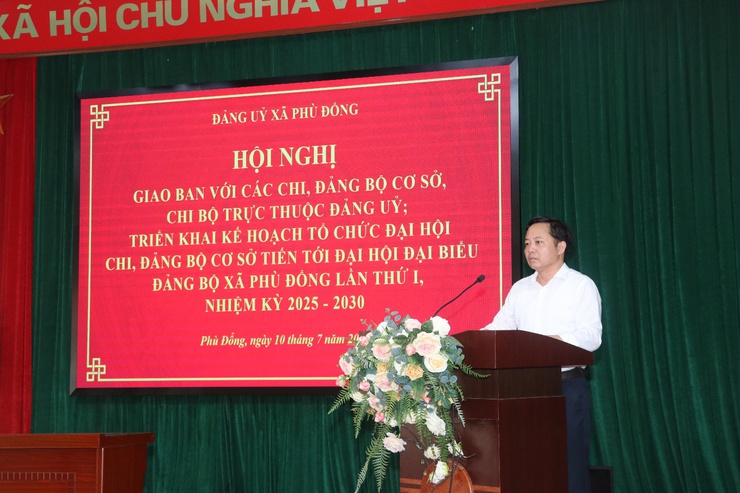 XÃ HỘI CHỦ NGHĨA VIỆT
ĐẢNG UỶ XÃ PHÙ ĐỔNG
HỘI NGHỊ
GIAO BAN VỚI CÁC CHI, ĐẢNG BỘ CƠ SỞ,
CHI BỘ TRỰC THUỘC ĐẢNG UỶ;
TRIỂN KHAI KẾ HOẠCH TỔ CHỨC ĐẠI HỘI
CHI, ĐẢNG BỘ CƠ SỞ TIẾN TỚI ĐẠI HỘI ĐẠI BIỂU
ĐẢNG BỘ XÃ PHÙ ĐỔNG LẦN THỨ I,
NHIỆM KỲ 2025 - 2030
Phù Đổng, ngày 10 tháng 7 năm